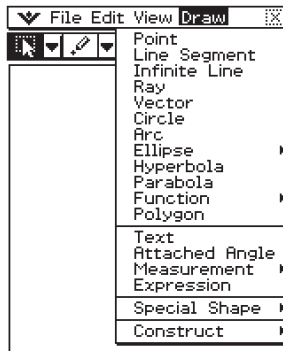 File Edit View Draw
Point
Line Segment
Infinite Line
Ray
Vector
Circle
Arc
Ellipse
Hyperbola
Parabola
Function
Polygon
Text
Attached Angle
Measurement
Expression
Special Shape
Construct